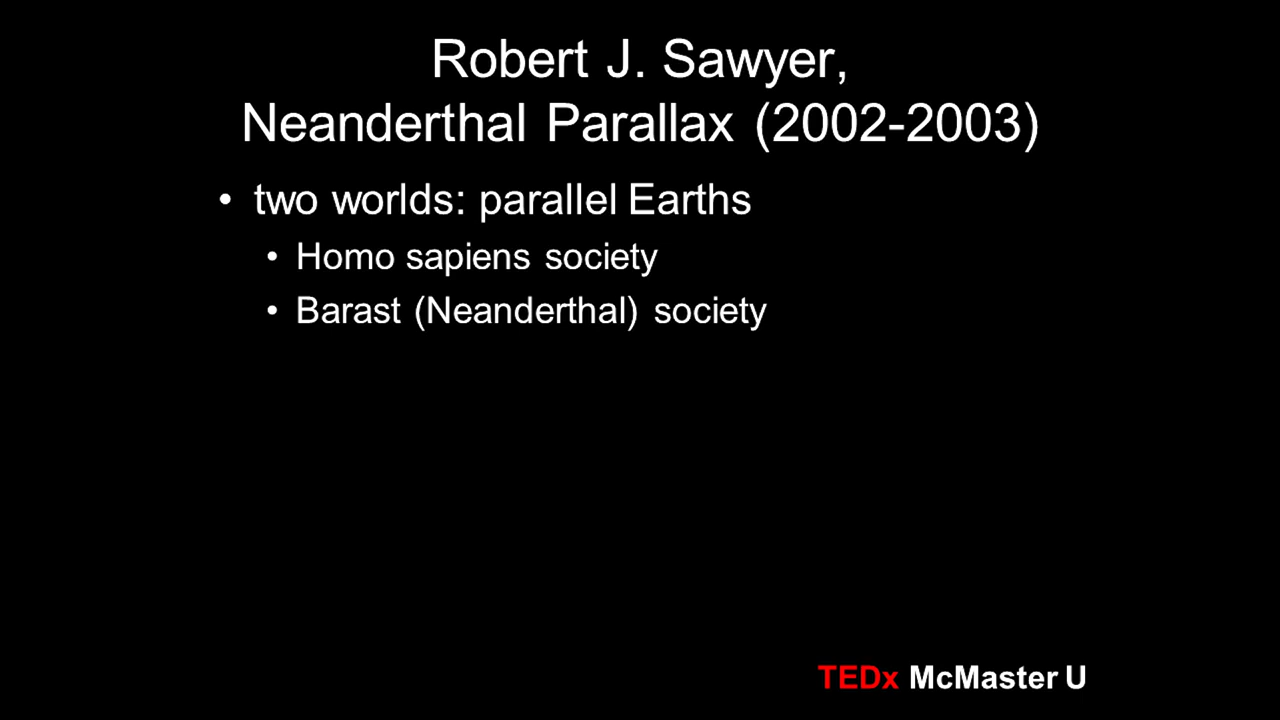 Robert J. Sawyer,
Neanderthal Parallax (2002-2003)
• two worlds: parallel Earths
• Homo sapiens society
• Barast (Neanderthal) society
TEDx McMaster U